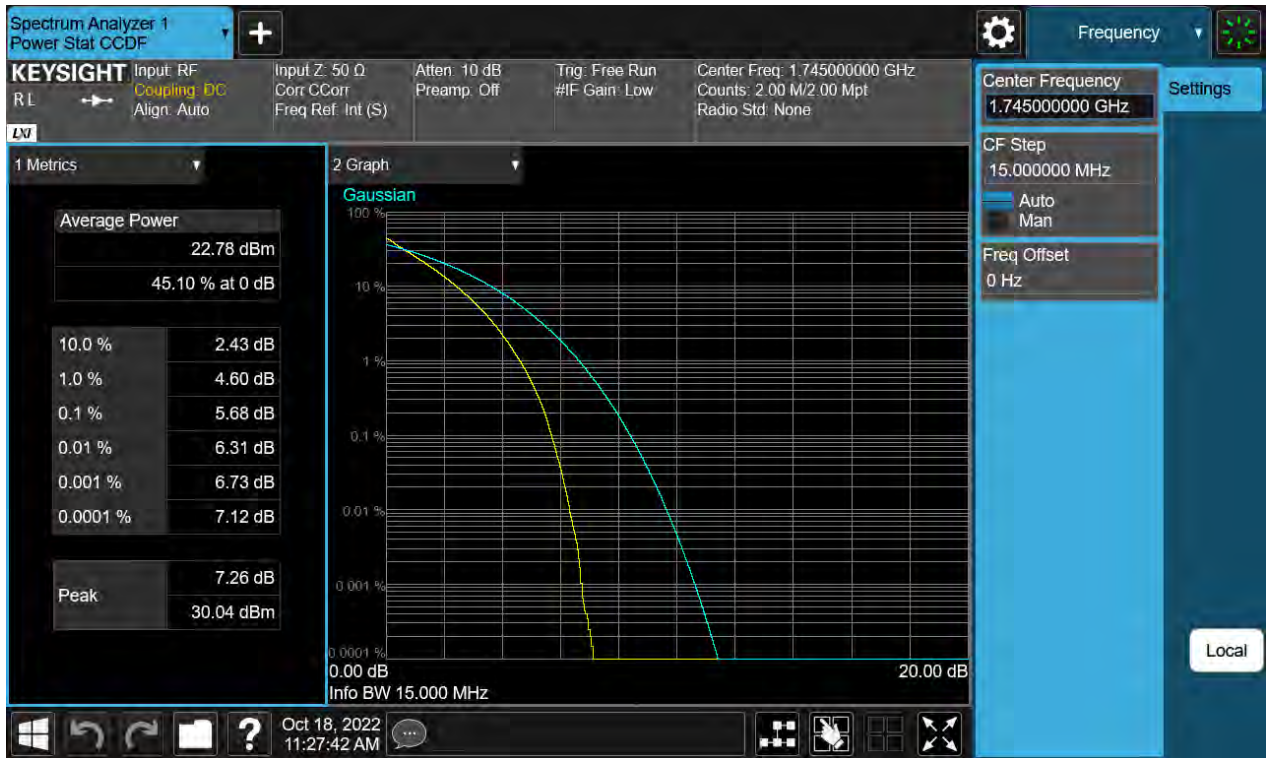 Spectrum Analyzer 1
Power Stat CCDF
Frequency
KEYSIGHT
RL
LXI
Input: RF
Coupling: DC
Align: Auto
Input Z: 50 Ω
Corr CCorr
Freq Ref: Int (S)
Atten: 10 dB
Preamp: Off
Trig: Free Run
#IF Gain: Low
Center Freq: 1.745000000 GHz
Counts: 2.00 M/2.00 Mpt
Radio Std: None
Center Frequency
1.745000000 GHz
Settings
CF Step
15.000000 MHz
Auto
Man
Freq Offset
0 Hz
1 Metrics
Average Power
22.78 dBm
45.10 % at 0 dB
10.0 % 2.43 dB
1.0 % 4.60 dB
0.1 % 5.68 dB
0.01 % 6.31 dB
0.001 % 6.73 dB
0.0001 % 7.12 dB
Peak
7.26 dB
30.04 dBm
2 Graph
Gaussian
100 %
10 %
1 %
0.1 %
0.01 %
0.001 %
0.0001 %
0.00 dB 20.00 dB
Info BW 15.000 MHz
Local
?
Oct 18, 2022
11:27:42 AM